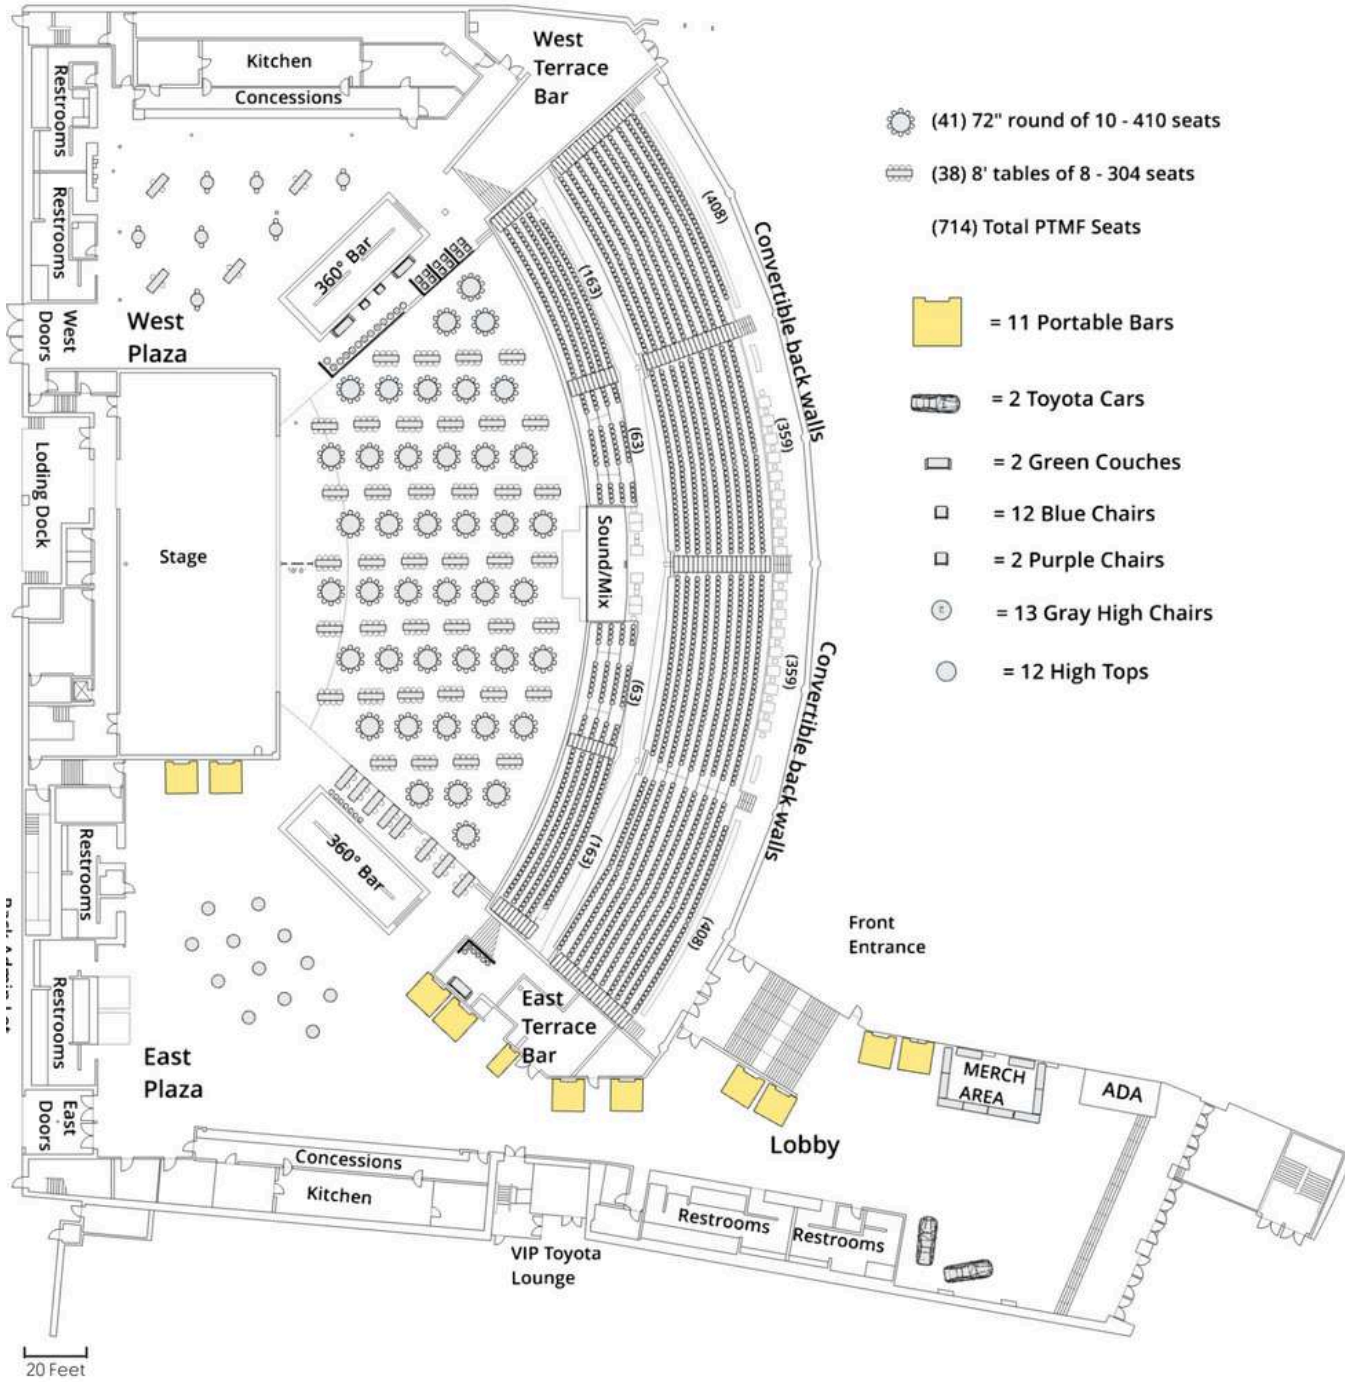 West
Terrace
Bar
Kitchen
Concessions
Restrooms
Restrooms
(41) 72" round of 10 - 410 seats
(38) 8' tables of 8 - 304 seats
(714) Total PTMF Seats
= 11 Portable Bars
= 2 Toyota Cars
= 2 Green Couches
= 12 Blue Chairs
= 2 Purple Chairs
= 13 Gray High Chairs
= 12 High Tops
(408)
Convertible back walls
(163)
360° Bar
West
Doors
West
Plaza
(63)
(359)
Loding Dock
Stage
Sound/Mix
(63)
(359)
Convertible back walls
360° Bar
(163)
(408)
Restrooms
Restrooms
Front
Entrance
East
Terrace
Bar
East
Plaza
East
Doors
MERCH
AREA
ADA
Lobby
Concessions
Kitchen
Restrooms
Restrooms
VIP Toyota
Lounge
20 Feet